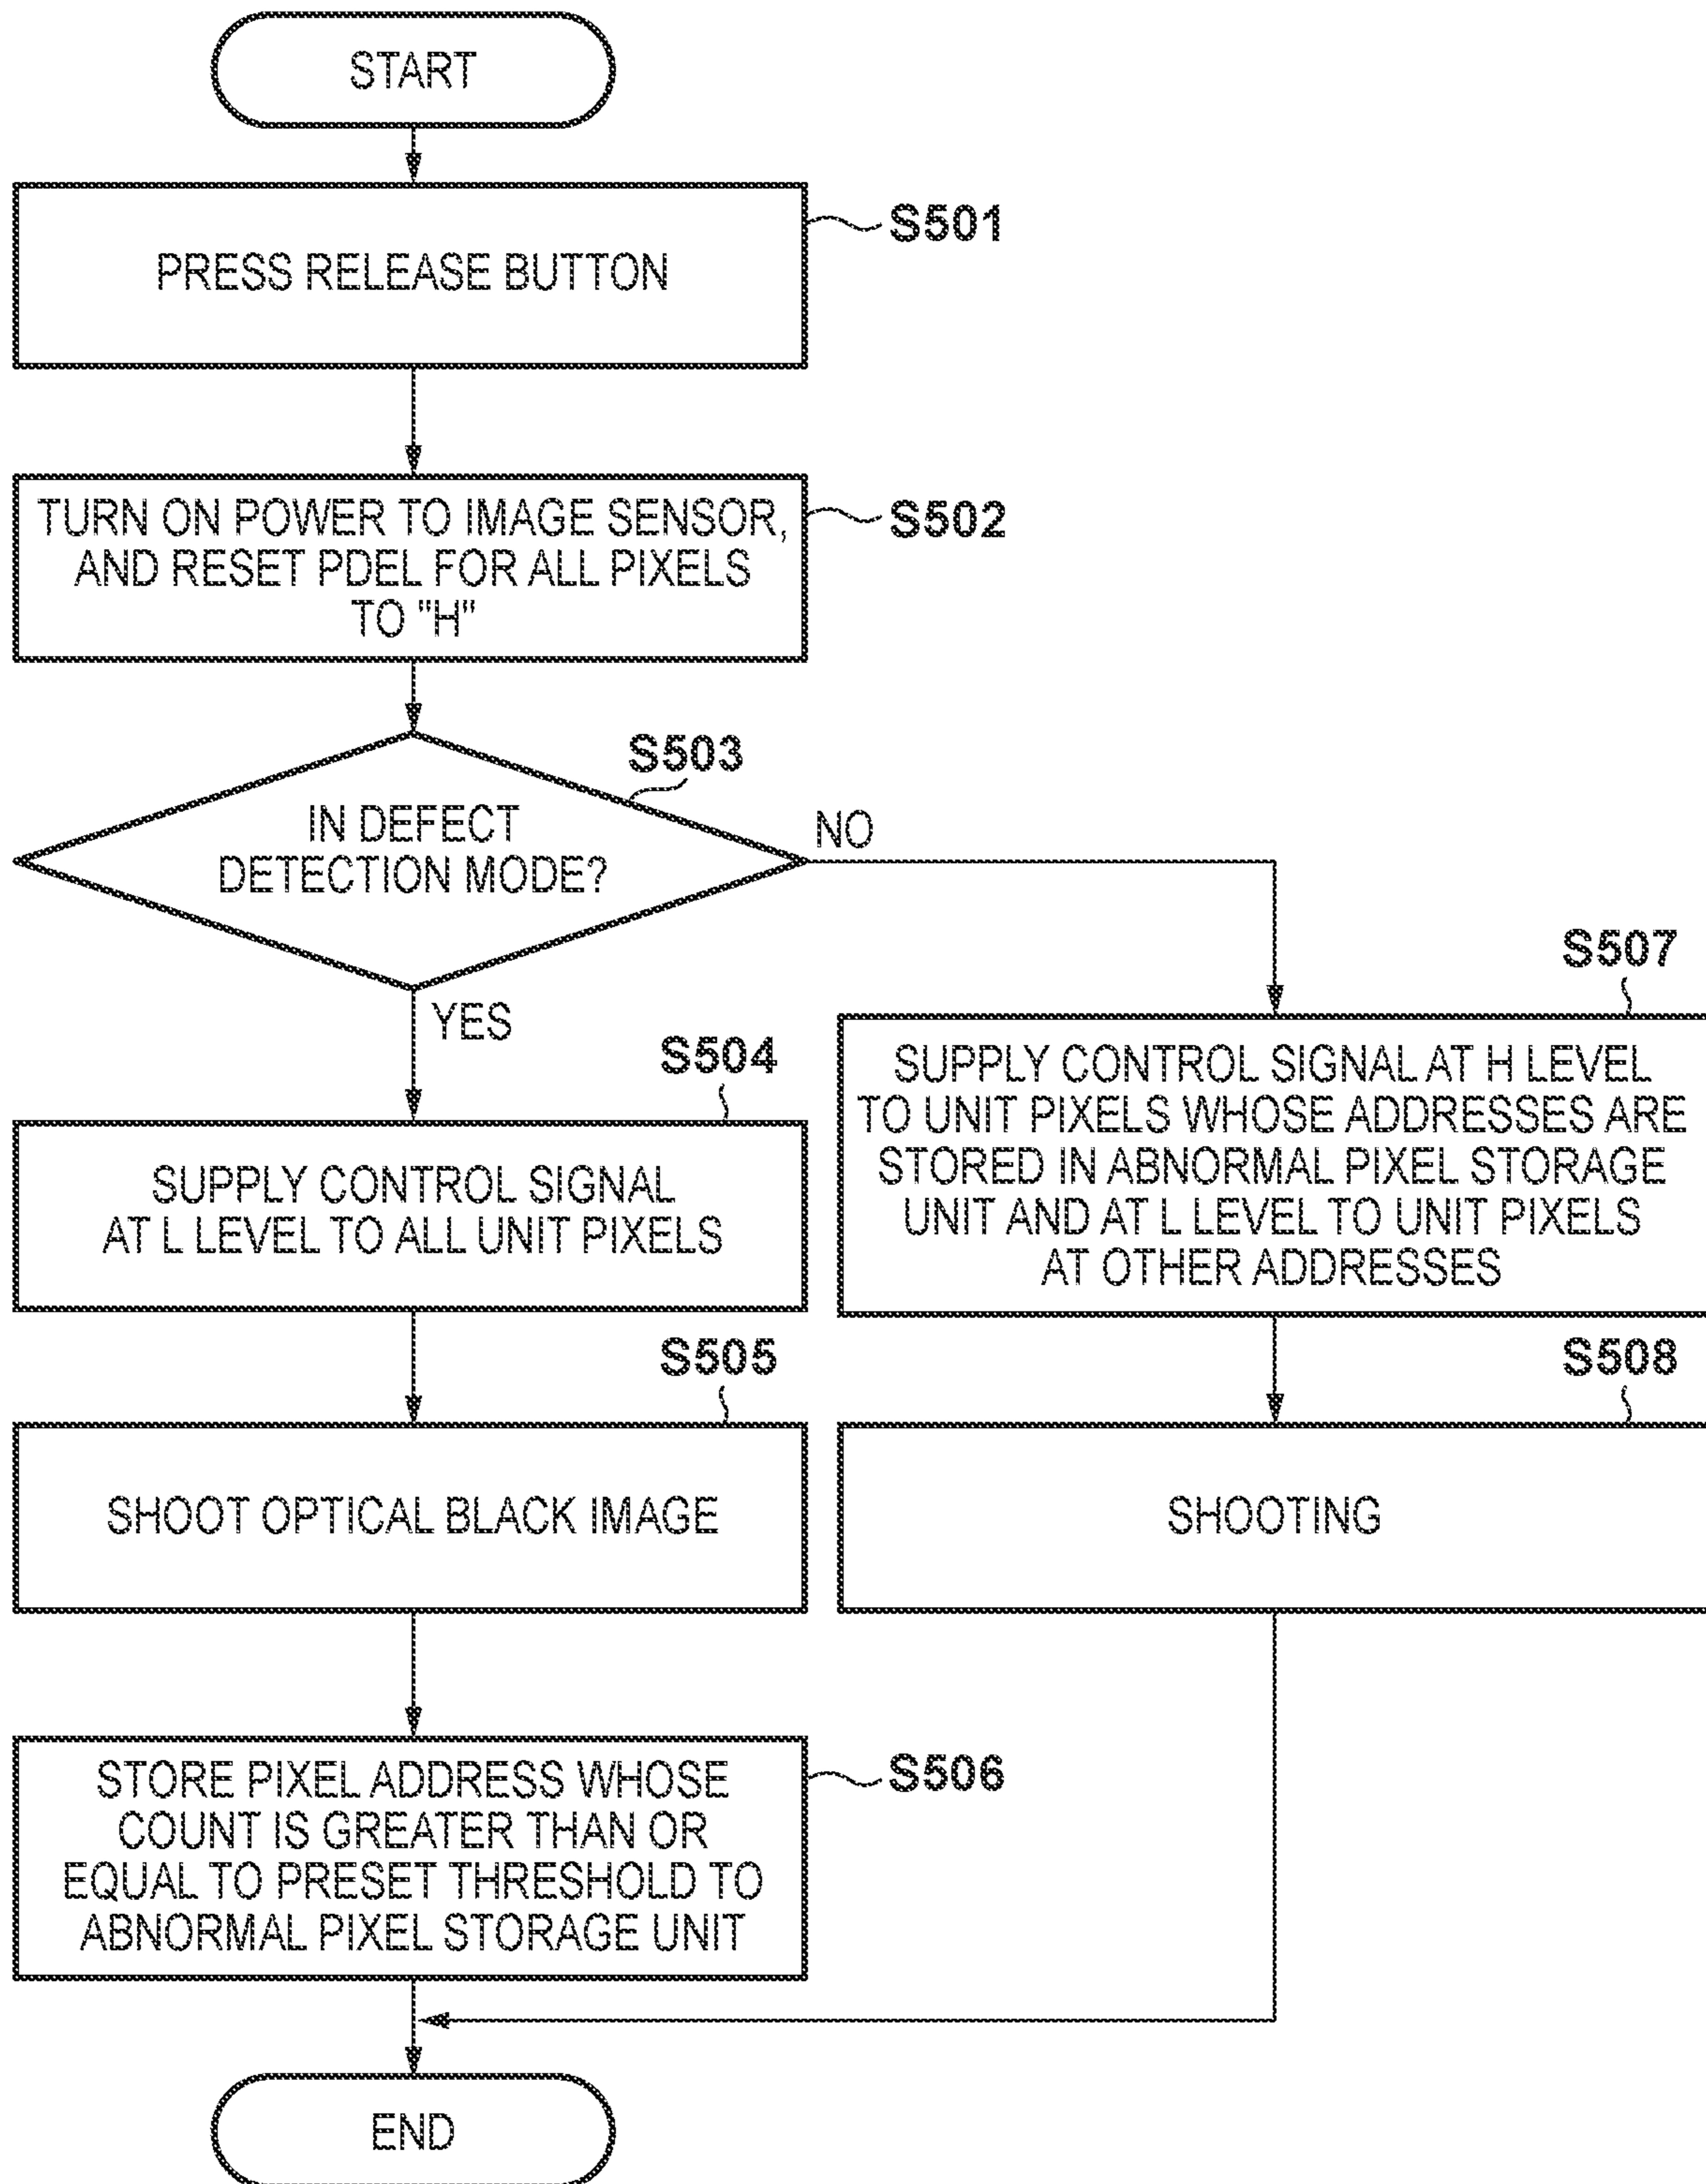 START
S501
PRESS RELEASE BUTTON
S502
TURN ON POWER TO IMAGE SENSOR,
AND RESET PDEL FOR ALL PIXELS
TO "H"
S503
IN DEFECT
DETECTION MODE?
NO
YES
S504
SUPPLY CONTROL SIGNAL
AT L LEVEL TO ALL UNIT PIXELS
S505
SHOOT OPTICAL BLACK IMAGE
S506
STORE PIXEL ADDRESS WHOSE
COUNT IS GREATER THAN OR
EQUAL TO PRESET THRESHOLD TO
ABNORMAL PIXEL STORAGE UNIT
S507
SUPPLY CONTROL SIGNAL AT H LEVEL
TO UNIT PIXELS WHOSE ADDRESSES ARE
STORED IN ABNORMAL PIXEL STORAGE
UNIT AND AT L LEVEL TO UNIT PIXELS
AT OTHER ADDRESSES
S508
SHOOTING
END